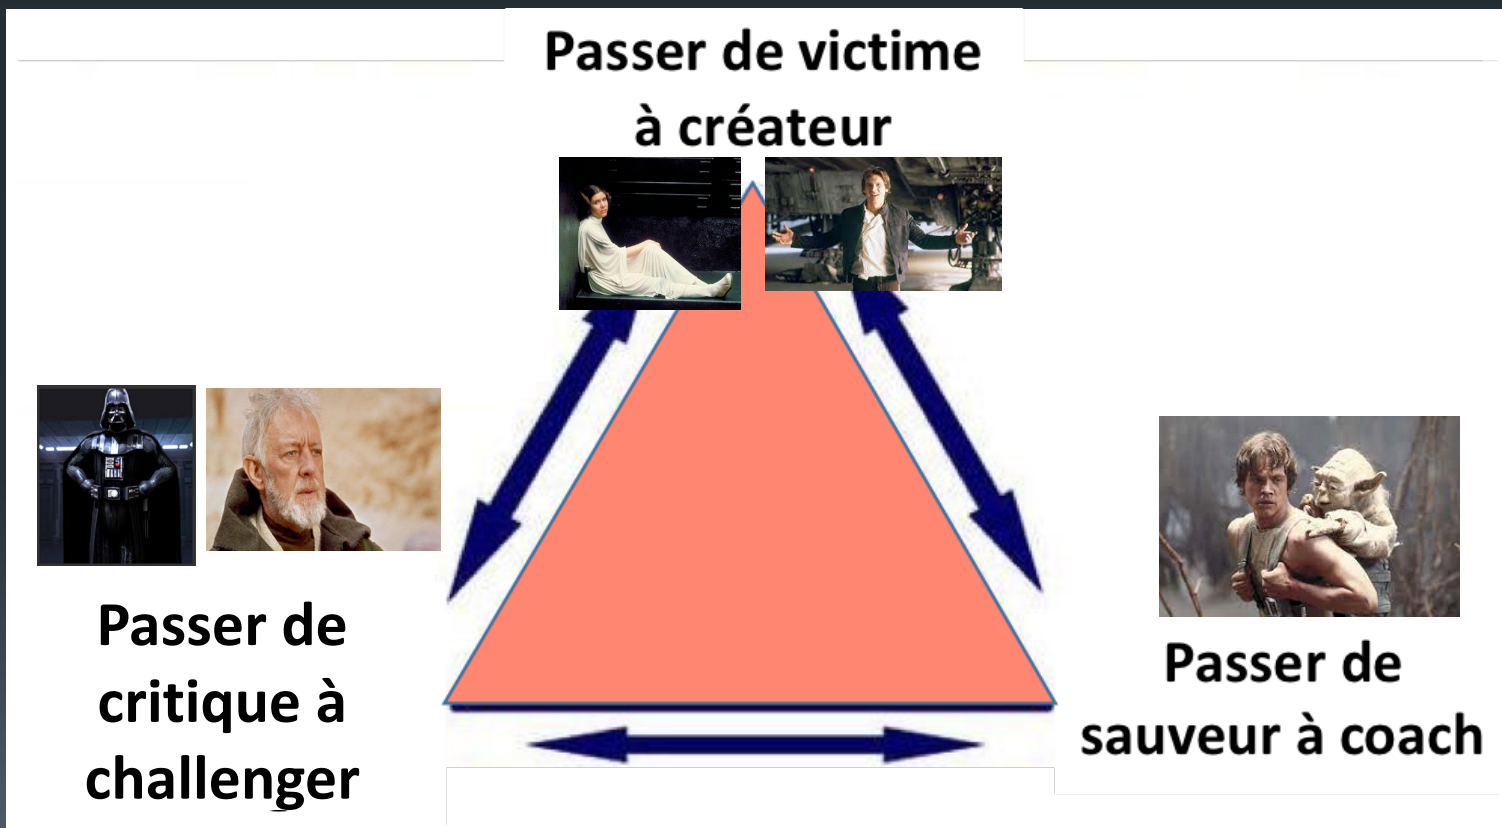 Passer de victime
à créateur
Passer de
critique à
challenger
Passer de
sauveur à coach